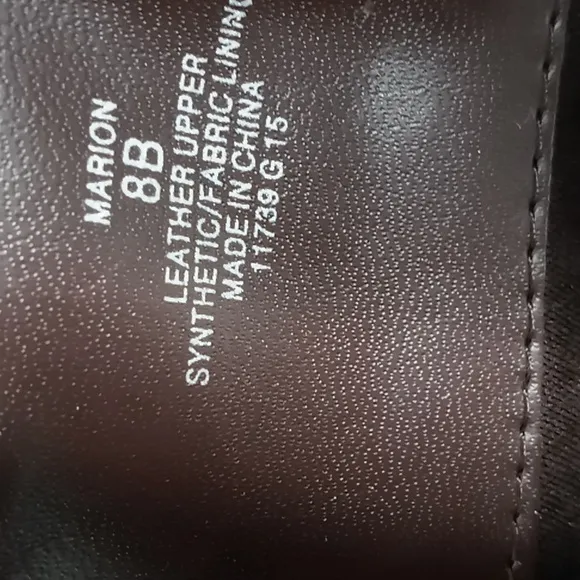 MARION
8B
LEATHER UPPER
SYNTHETIC/FABRIC LINING
MADE IN CHINA
11739 G 15